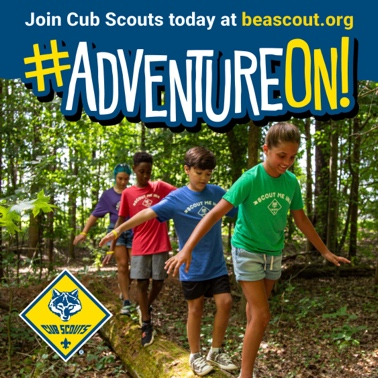 Join Cub Scouts today at beascout.org
#ADVENTUREON!
SCOUT ME IN
CUB SCOUTS
®